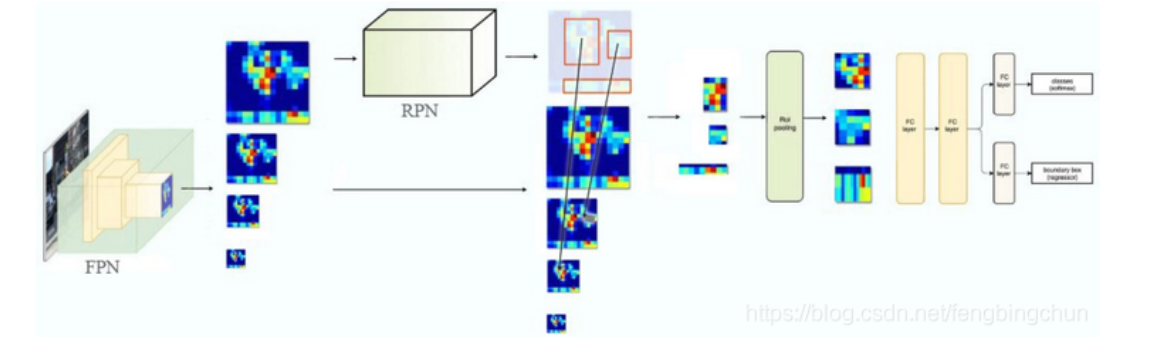 FPN
RPN
RoI
pooling
FC
layer
FC
layer
FC
layer
classes
(softmax)
FC
layer
boundary box
(regressor)
https://blog.csdn.net/fengbingchun